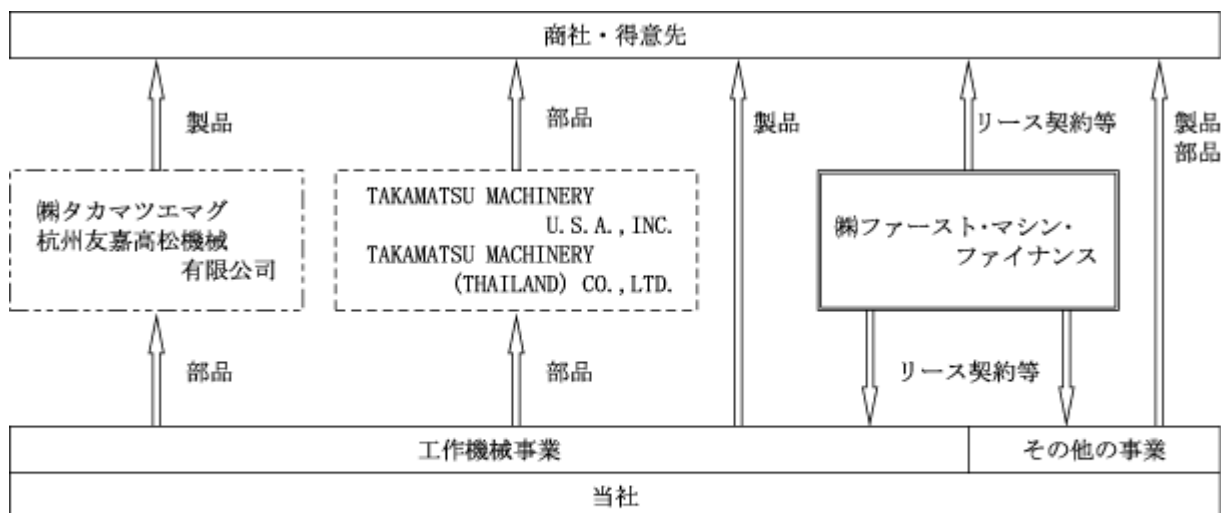 商社・得意先
製品
部品
製品
リース契約等
製品
部品
㈱タカマツエマグ
杭州友嘉高松機械
有限公司
TAKAMATSU MACHINERY
U.S.A.,INC.
TAKAMATSU MACHINERY
(THAILAND) CO.,LTD.
㈱ファースト・マシン・
ファイナンス
部品
部品
リース契約等
工作機械事業
その他の事業
当社